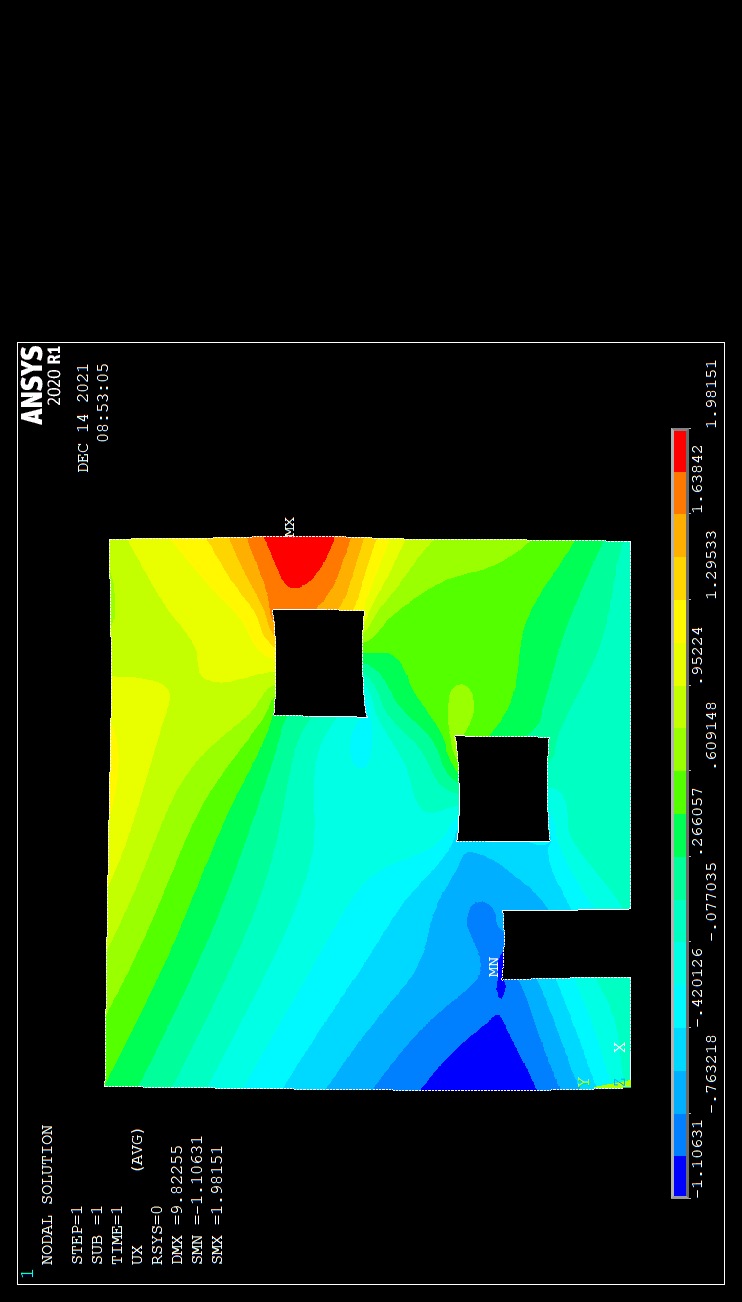 1
NODAL SOLUTION
STEP=1
SUB =1
TIME=1
UX (AVG)
RSYS=0
DMX =9.82255
SMN =-1.10631
SMX =1.98151
ANSYS
2020 R1
DEC 14 2021
08:53:05
MX
MN
Y
Z X
-1.10631
-.763218
-.420126
-.077035
.266057
.609148
.95224
1.29533
1.63842
1.98151